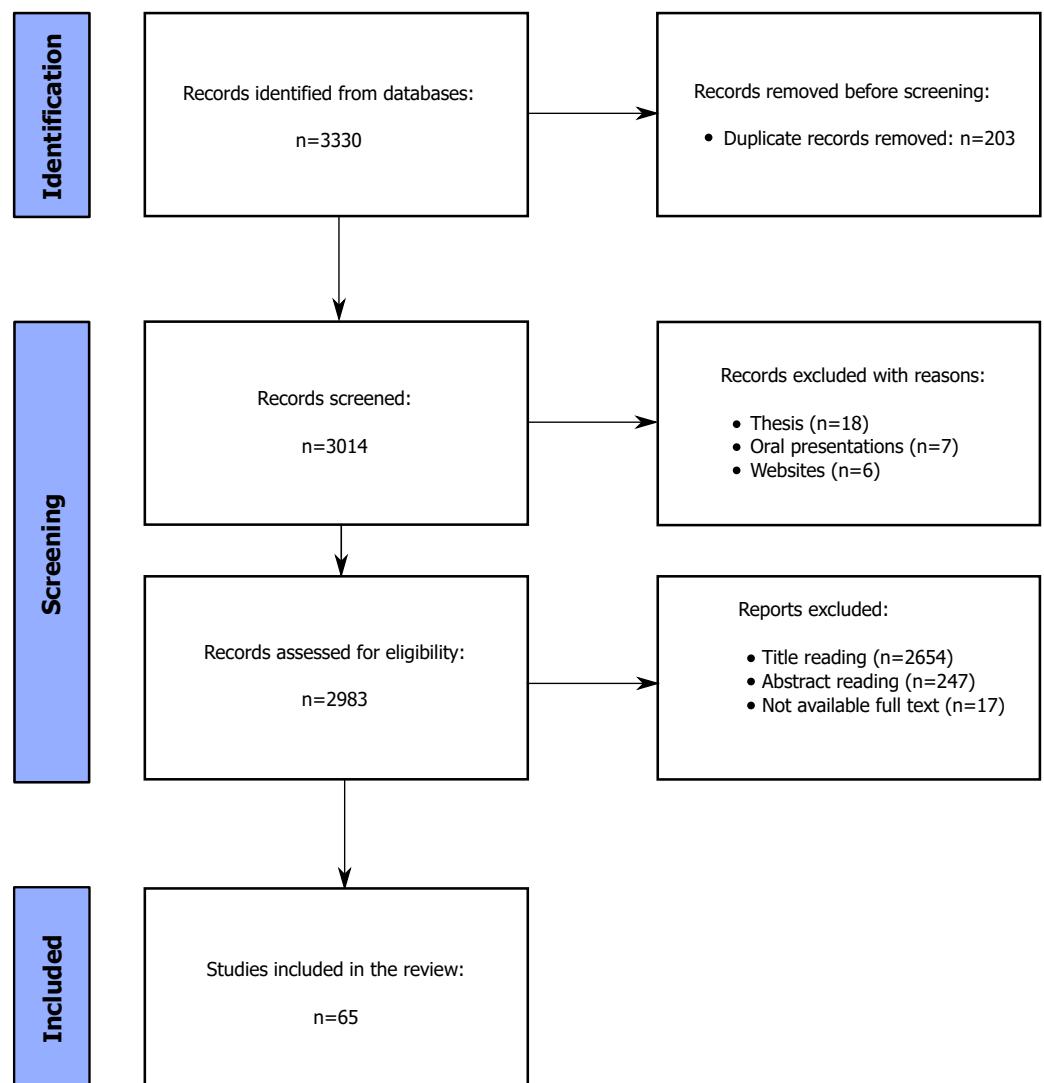 Identification
Records identified from databases:
n=3330
Records removed before screening:
• Duplicate records removed: n=203
Screening
Records screened:
n=3014
Records excluded with reasons:
• Thesis (n=18)
• Oral presentations (n=7)
• Websites (n=6)
Records assessed for eligibility:
n=2983
Reports excluded:
• Title reading (n=2654)
• Abstract reading (n=247)
• Not available full text (n=17)
Included
Studies included in the review:
n=65